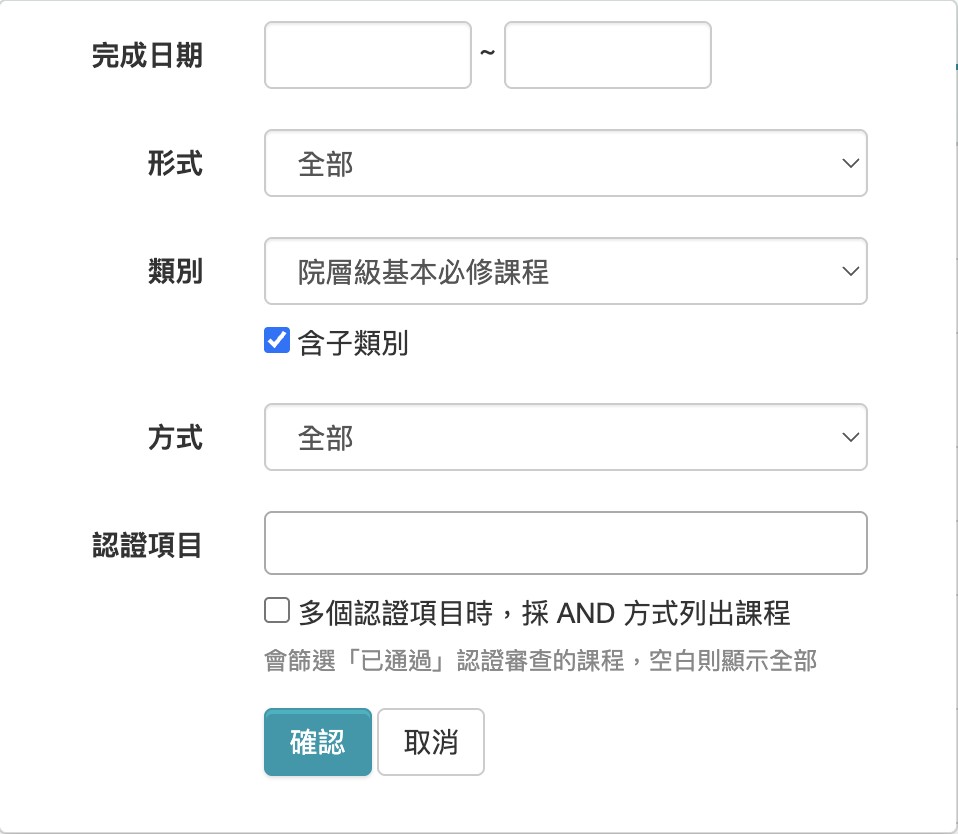 完成日期 ~
形式 全部
類別 院層級基本必修課程
含子類別
方式 全部
認證項目
多個認證項目時，採 AND 方式列出課程
會篩選「已通過」認證審查的課程，空白則顯示全部
確認 取消